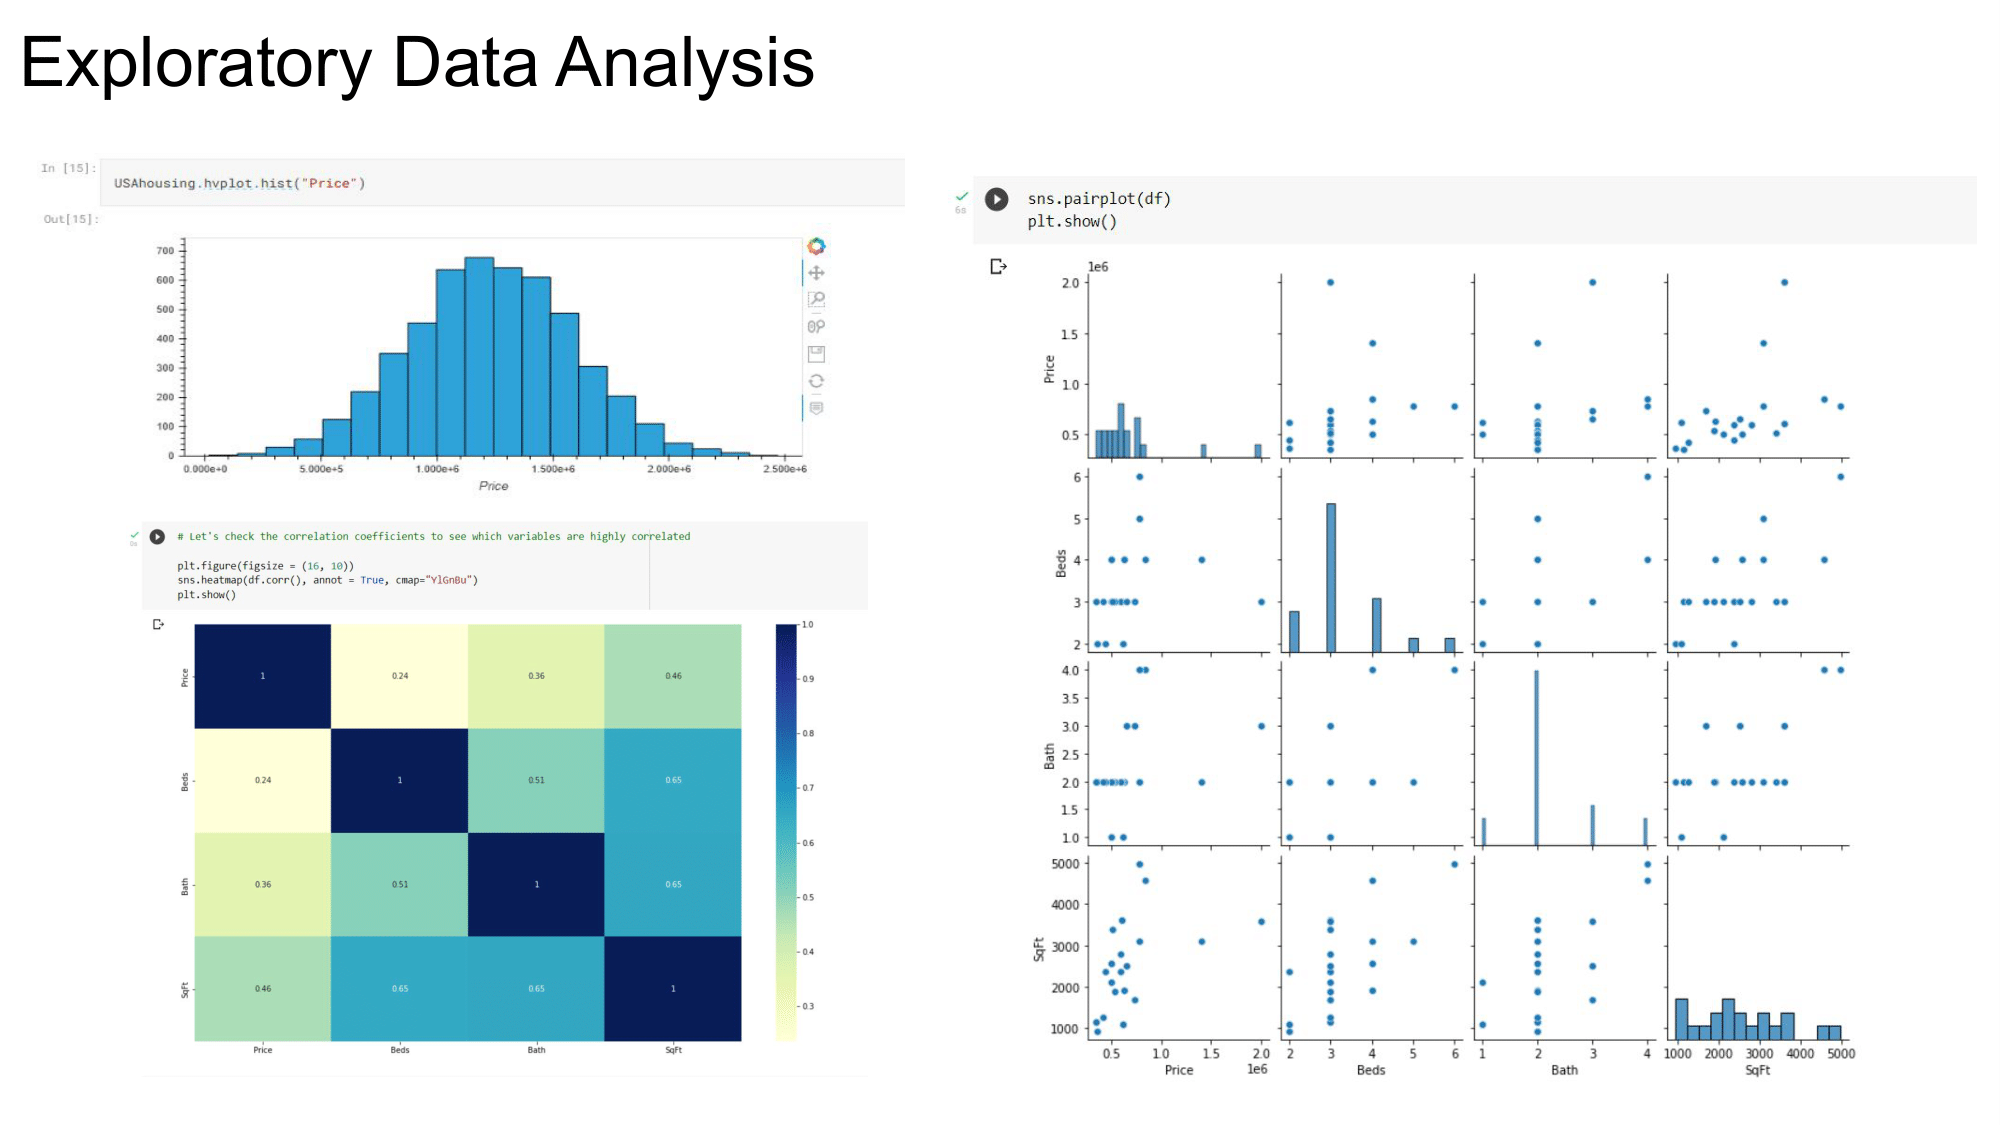 Exploratory Data Analysis
In [15]:
USAhousing.hvplot.hist("Price")
Out[15]:
700
600
500
400
300
200
100
0
0.000e+0 5.000e+5 1.000e+6 1.500e+6 2.000e+6 2.500e+6
Price
0s
# Let's check the correlation coefficients to see which variables are highly correlated
plt.figure(figsize = (16, 10))
sns.heatmap(df.corr(), annot = True, cmap="YlGnBu")
plt.show()
Price 1 0.24 0.36 0.46
Beds 0.24 1 0.51 0.65
Bath 0.36 0.51 1 0.65
SqFt 0.46 0.65 0.65 1
Price Beds Bath SqFt
1.0
0.9
0.8
0.7
0.6
0.5
0.4
0.3
6s
sns.pairplot(df)
plt.show()
1e6
2.0
1.5
1.0
0.5
Price
6
5
4
3
2
Beds
4.0
3.5
3.0
2.5
2.0
1.5
1.0
Bath
5000
4000
3000
2000
1000
SqFt
0.5 1.0 1.5 2.0 2 3 4 5 6 1 2 3 4 1000 2000 3000 4000 5000
Price 1e6 Beds Bath SqFt